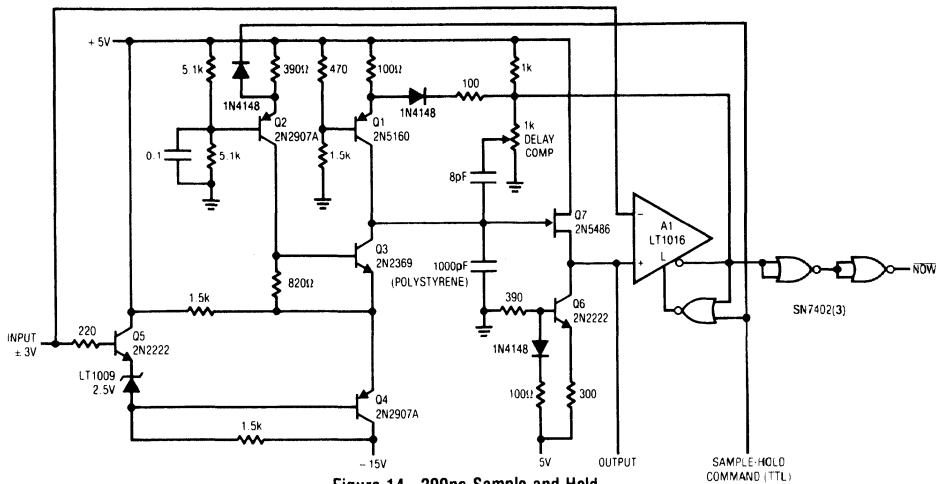 + 5V
5.1k
390Ω
470
100Ω
1k
1N4148
1N4148
100
Q2
2N2907A
Q1
2N5160
1k
DELAY
COMP
0.1
5.1k
1.5k
8pF
Q7
2N5486
A1
LT1016
−
+
L
Q3
2N2369
1000pF
(POLYSTYRENE)
820Ω
1.5k
390
Q6
2N2222
NOW
SN7402(3)
INPUT
± 3V
220
Q5
2N2222
1N4148
LT1009
2.5V
Q4
2N2907A
100Ω
300
1.5k
− 15V
5V
OUTPUT
SAMPLE-HOLD
COMMAND (TTL)
Figure 14. 200ns Sample and Hold